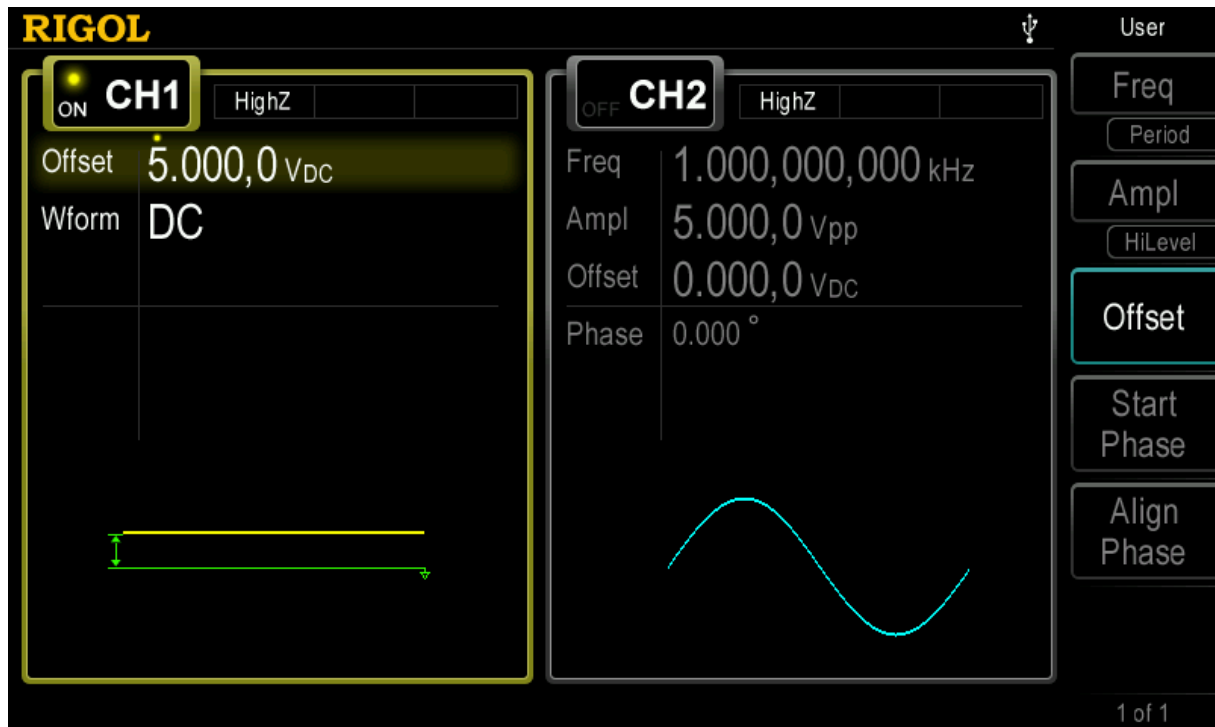 RIGOL
User
ON CH1 HighZ
OFF CH2 HighZ
Offset 5.000,0 VDC
Wform DC
Freq 1.000,000,000 kHz
Ampl 5.000,0 Vpp
Offset 0.000,0 VDC
Phase 0.000 °
Freq
Period
Ampl
HiLevel
Offset
Start
Phase
Align
Phase
1 of 1